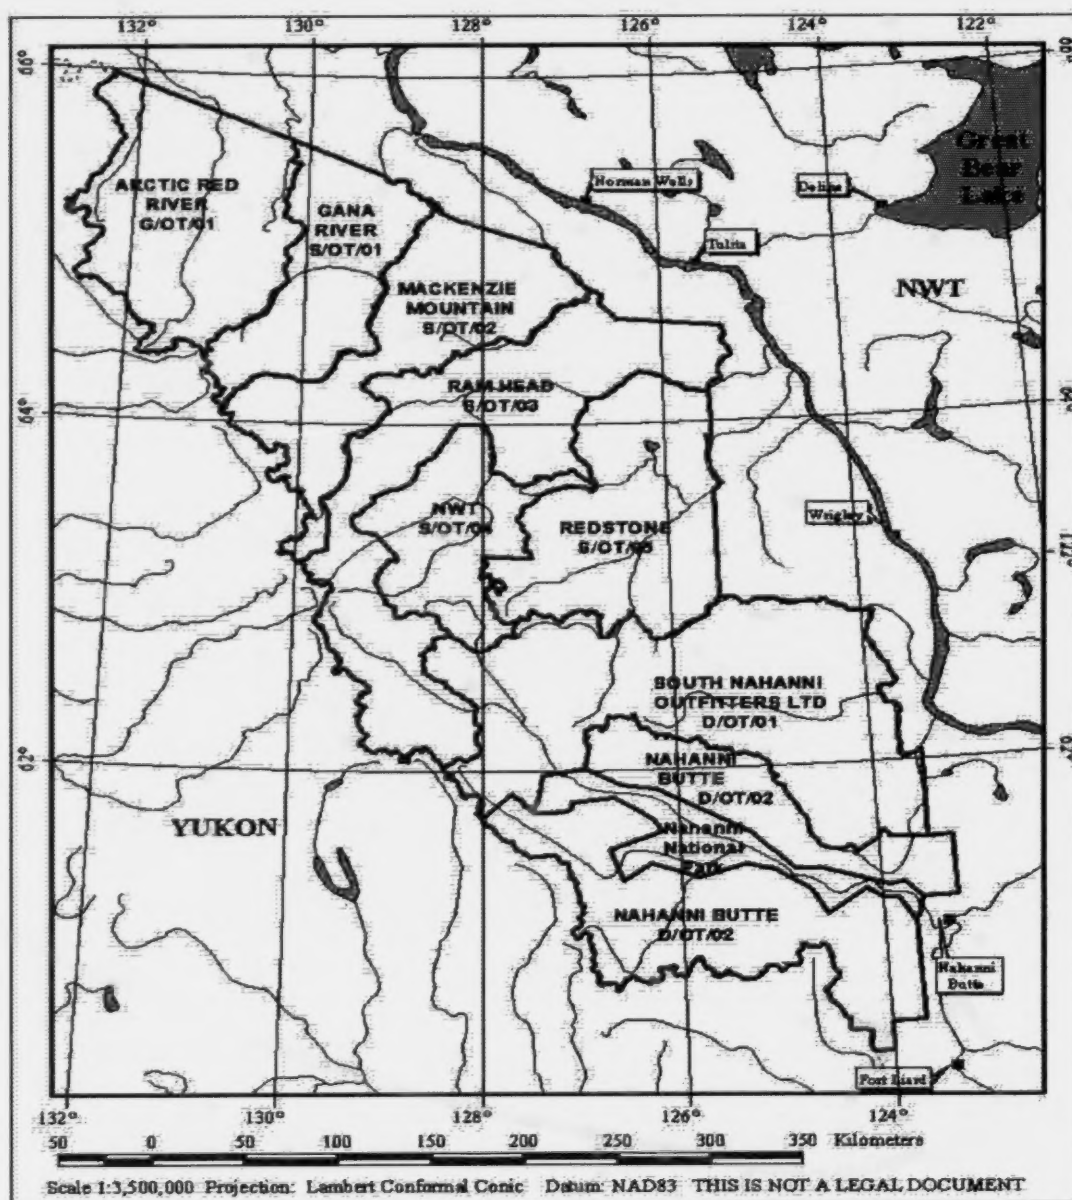 132° 130° 128° 126° 124° 122°
66° 66°
Great
Bear
Lake
Norman Wells
Deline
ARCTIC RED
RIVER
G/OT/01
GANA
RIVER
S/OT/01
Tulita
NWT
MACKENZIE
MOUNTAIN
S/OT/02
RAM HEAD
S/OT/03
64° 64°
NWT
S/OT/04
REDSTONE
S/OT/05
Wrigley
SOUTH NAHANNI
OUTFITTERS LTD
D/OT/01
62° 62°
NAHANNI
BUTTE
D/OT/02
YUKON
Nahanni
National
Park
NAHANNI BUTTE
D/OT/02
Nahanni
Butte
Fort Liard
132° 130° 128° 126° 124°
50 0 50 100 150 200 250 300 350 Kilometers
Scale 1:3,500,000 Projection: Lambert Conformal Conic Datum: NAD83 THIS IS NOT A LEGAL DOCUMENT